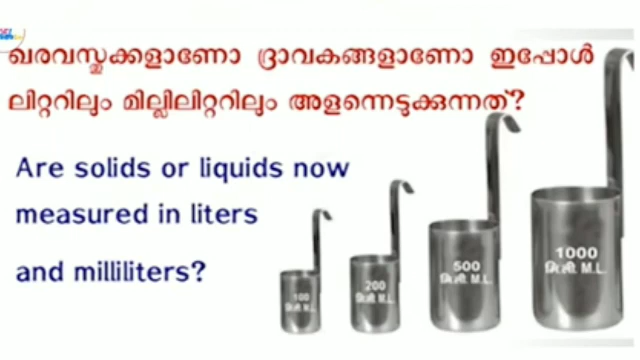 ഖരവസ്തുക്കളാണോ ദ്രാവകങ്ങളാണോ ഇപ്പോൾ
ലിറ്ററിലും മില്ലിലിറ്ററിലും അളന്നെടുക്കുന്നത്?
Are solids or liquids now
measured in liters
and milliliters?
100
मि.ली. M.L.
200
मि.ली. M.L.
500
मि.ली. M.L.
1000
मि.ली. M.L.